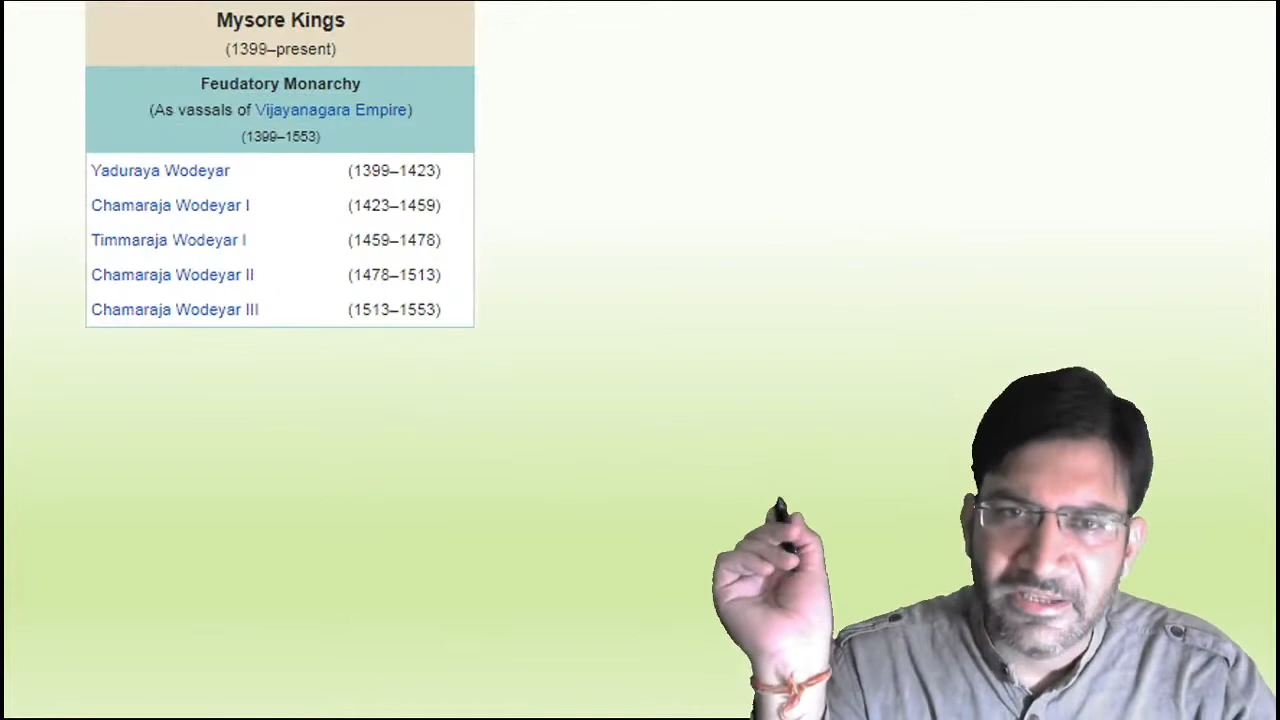 Mysore Kings
(1399–present)
Feudatory Monarchy
(As vassals of Vijayanagara Empire)
(1399–1553)
Yaduraya Wodeyar (1399–1423)
Chamaraja Wodeyar I (1423–1459)
Timmaraja Wodeyar I (1459–1478)
Chamaraja Wodeyar II (1478–1513)
Chamaraja Wodeyar III (1513–1553)